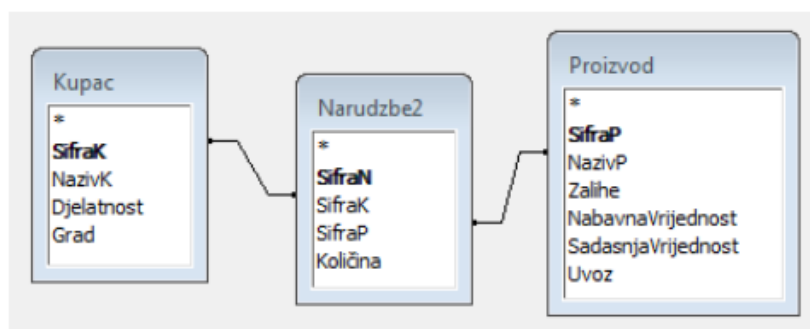 Kupac
*
SifraK
NazivK
Djelatnost
Grad
Narudzbe2
*
SifraN
SifraK
SifraP
Količina
Proizvod
*
SifraP
NazivP
Zalihe
NabavnaVrijednost
SadasnjaVrijednost
Uvoz